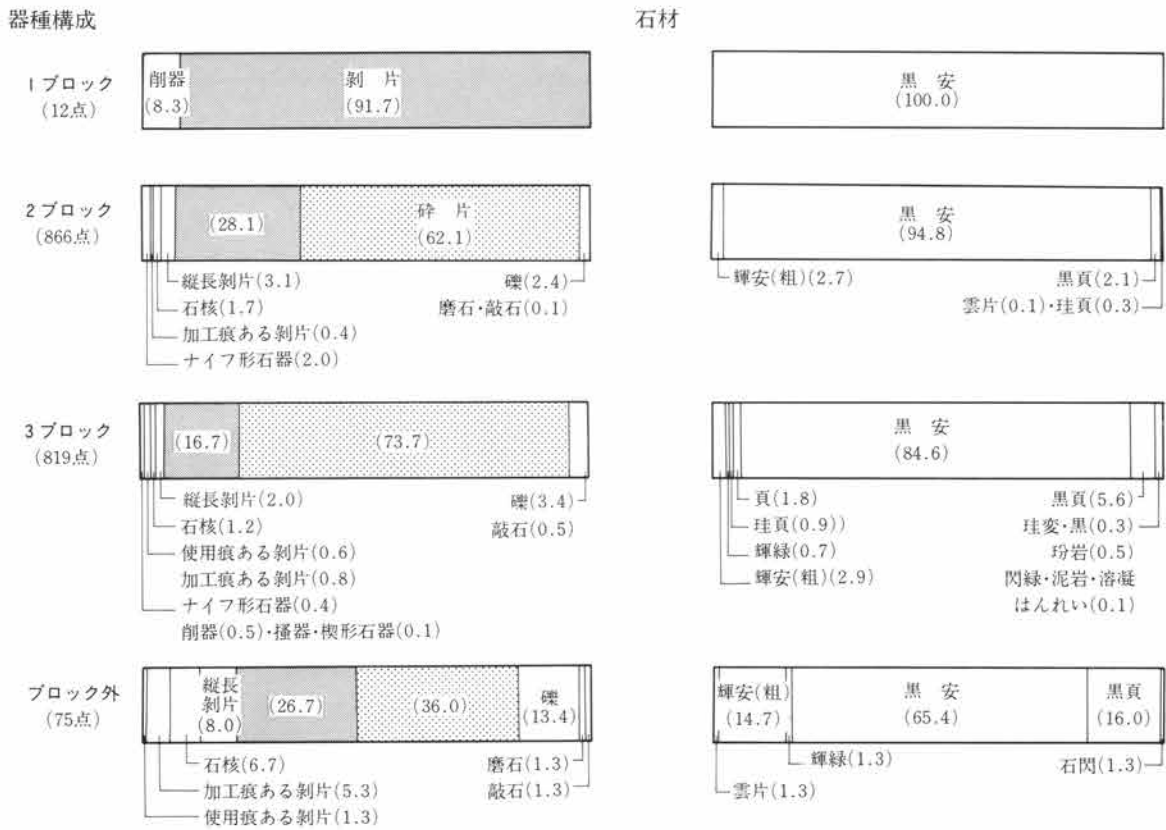 器種構成
石材
1ブロック
(12点)
削器
(8.3)
剝片
(91.7)
黒安
(100.0)
2ブロック
(866点)
(28.1)
砕片
(62.1)
縦長剝片(3.1)
石核(1.7)
加工痕ある剝片(0.4)
ナイフ形石器(2.0)
礫(2.4)
磨石・敲石(0.1)
黒安
(94.8)
輝安(粗)(2.7)
黒頁(2.1)
雲片(0.1)・珪頁(0.3)
3ブロック
(819点)
(16.7)
(73.7)
縦長剝片(2.0)
石核(1.2)
使用痕ある剝片(0.6)
加工痕ある剝片(0.8)
ナイフ形石器(0.4)
削器(0.5)・掻器・楔形石器(0.1)
礫(3.4)
敲石(0.5)
黒安
(84.6)
頁(1.8)
珪頁(0.9))
輝緑(0.7)
輝安(粗)(2.9)
黒頁(5.6)
珪変・黒(0.3)
玢岩(0.5)
閃緑・泥岩・溶凝
はんれい(0.1)
ブロック外
(75点)
縦長
剝片
(8.0)
(26.7)
(36.0)
礫
(13.4)
石核(6.7)
加工痕ある剝片(5.3)
使用痕ある剝片(1.3)
磨石(1.3)
敲石(1.3)
輝安(粗)
(14.7)
黒安
(65.4)
黒頁
(16.0)
輝緑(1.3)
雲片(1.3)
石閃(1.3)